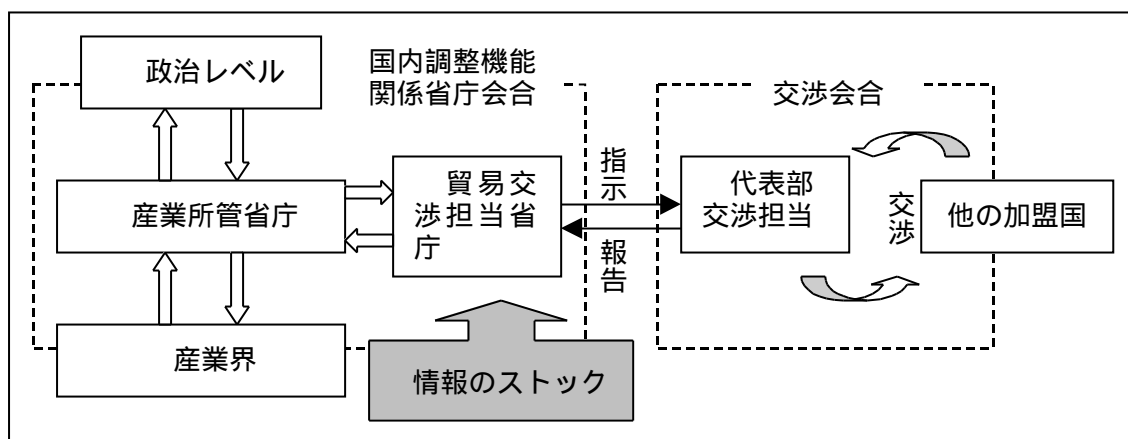 政治レベル
国内調整機能
関係省庁会合
交渉会合
産業所管省庁
貿易交
渉担当省
庁
指示
報告
代表部
交渉担当
交渉
他の加盟国
産業界
情報のストック